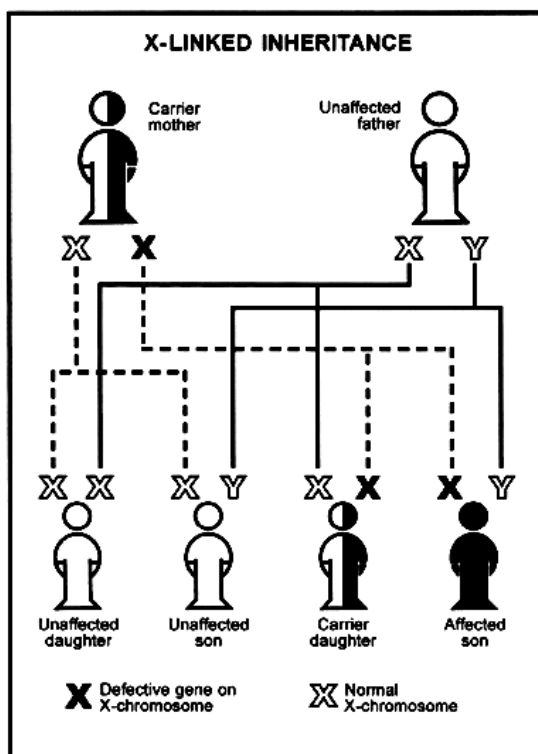 X-LINKED INHERITANCE
Carrier
mother
Unaffected
father
X X
X Y
X X X Y X X X Y
Unaffected
daughter
Unaffected
son
Carrier
daughter
Affected
son
X Defective gene on
X-chromosome
X Normal
X-chromosome